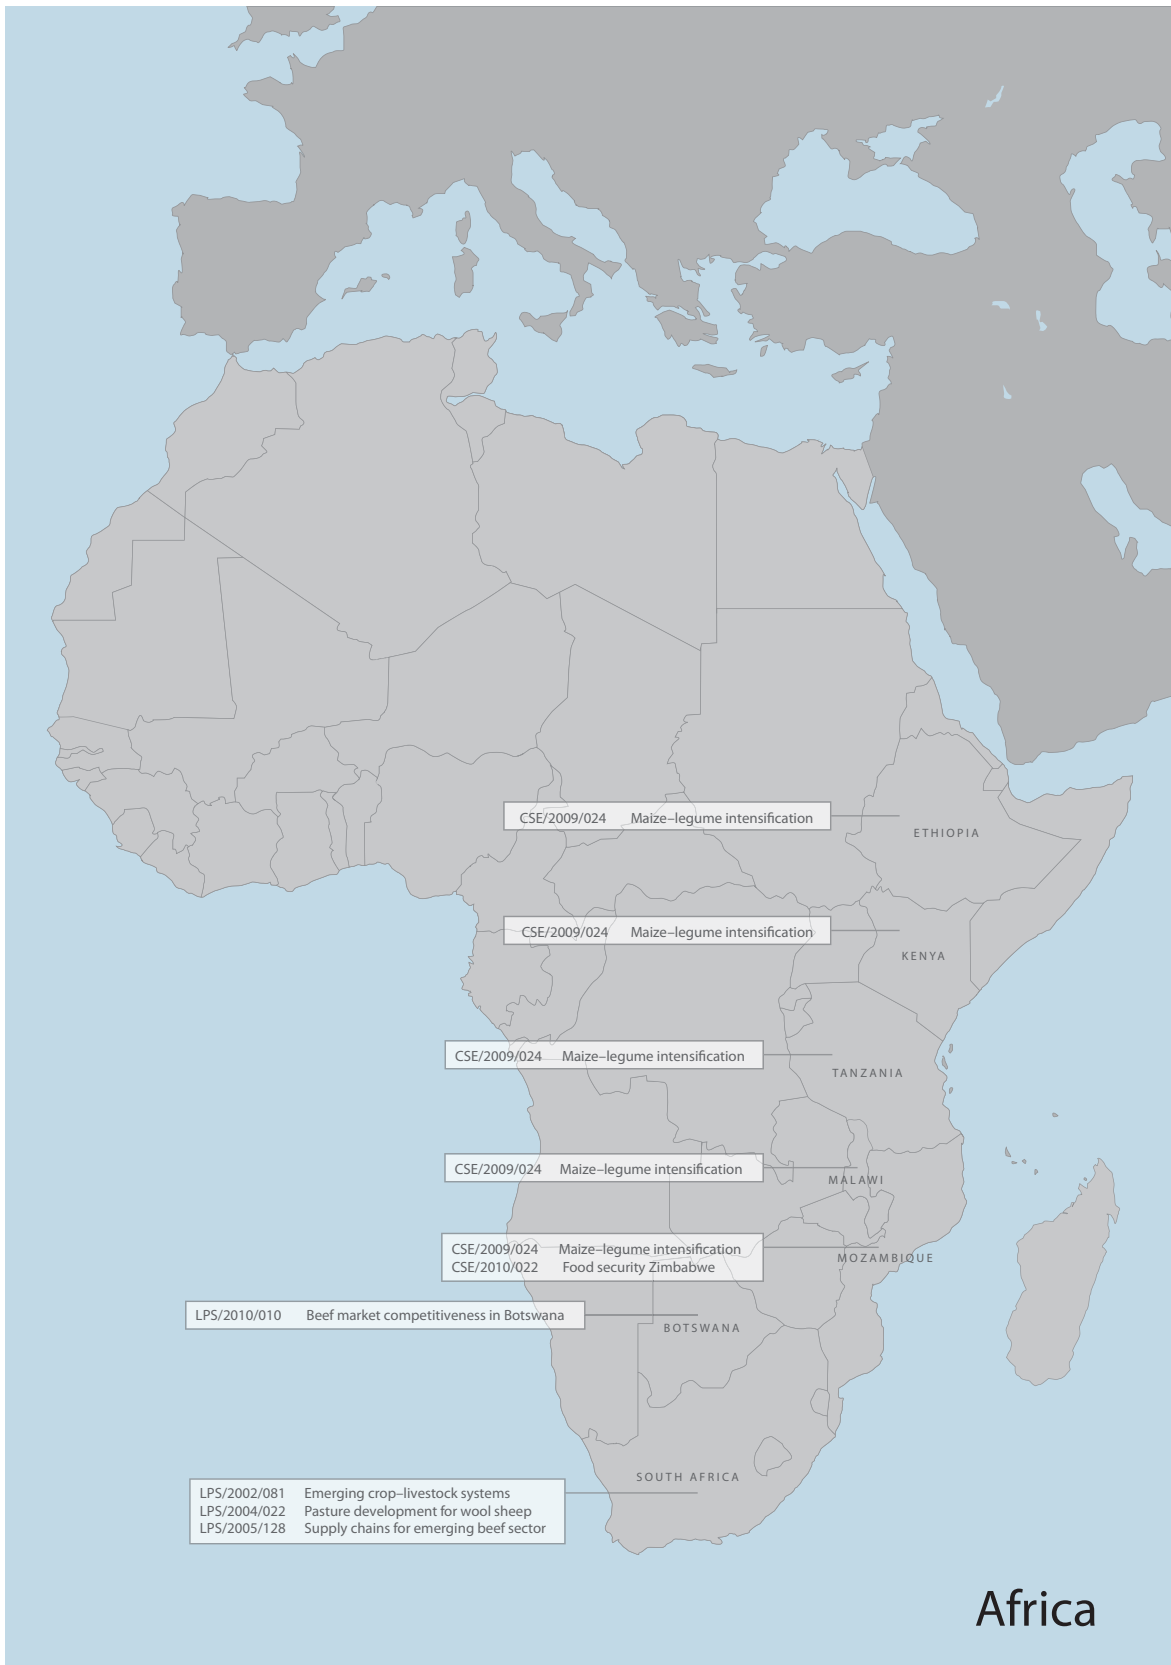 CSE/2009/024 Maize–legume intensification
ETHIOPIA
CSE/2009/024 Maize–legume intensification
KENYA
CSE/2009/024 Maize–legume intensification
TANZANIA
CSE/2009/024 Maize–legume intensification
MALAWI
CSE/2009/024 Maize–legume intensification
MOZAMBIQUE
CSE/2010/022 Food security Zimbabwe
LPS/2010/010 Beef market competitiveness in Botswana
BOTSWANA
SOUTH AFRICA
LPS/2002/081 Emerging crop–livestock systems
LPS/2004/022 Pasture development for wool sheep
LPS/2005/128 Supply chains for emerging beef sector
Africa